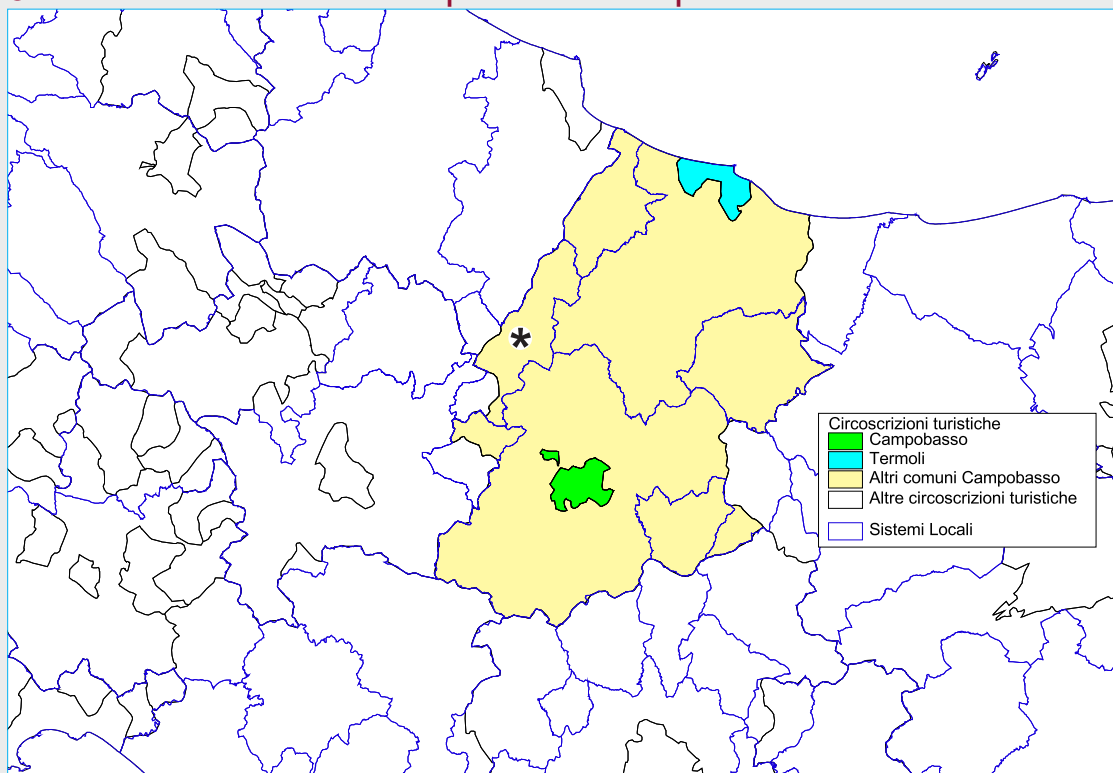 *
Circoscrizioni turistiche
Campobasso
Termoli
Altri comuni Campobasso
Altre circoscrizioni turistiche
Sistemi Locali